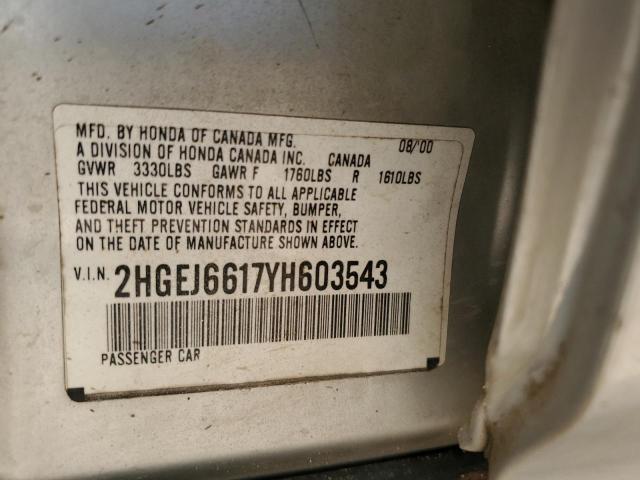 MFD. BY HONDA OF CANADA MFG. 08/'00
A DIVISION OF HONDA CANADA INC. CANADA
GVWR 3330LBS GAWR F 1760LBS R 1610LBS
THIS VEHICLE CONFORMS TO ALL APPLICABLE
FEDERAL MOTOR VEHICLE SAFETY, BUMPER,
AND THEFT PREVENTION STANDARDS IN EFFECT
ON THE DATE OF MANUFACTURE SHOWN ABOVE.
V.I.N. 2HGEJ6617YH603543
PASSENGER CAR